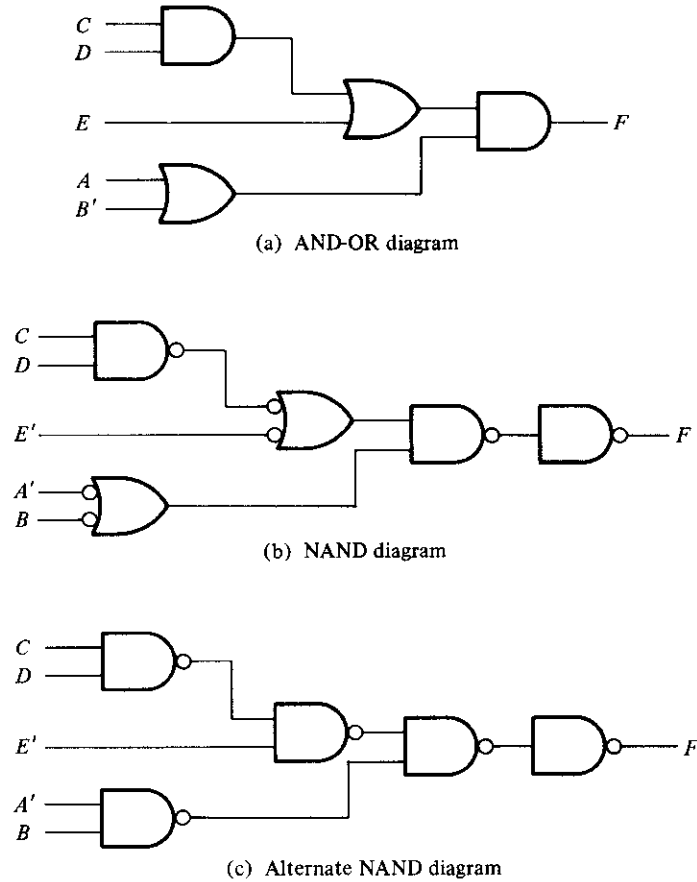 C
D
E
F
A
B'
(a) AND-OR diagram
C
D
E'
F
A'
B
(b) NAND diagram
C
D
E'
F
A'
B
(c) Alternate NAND diagram